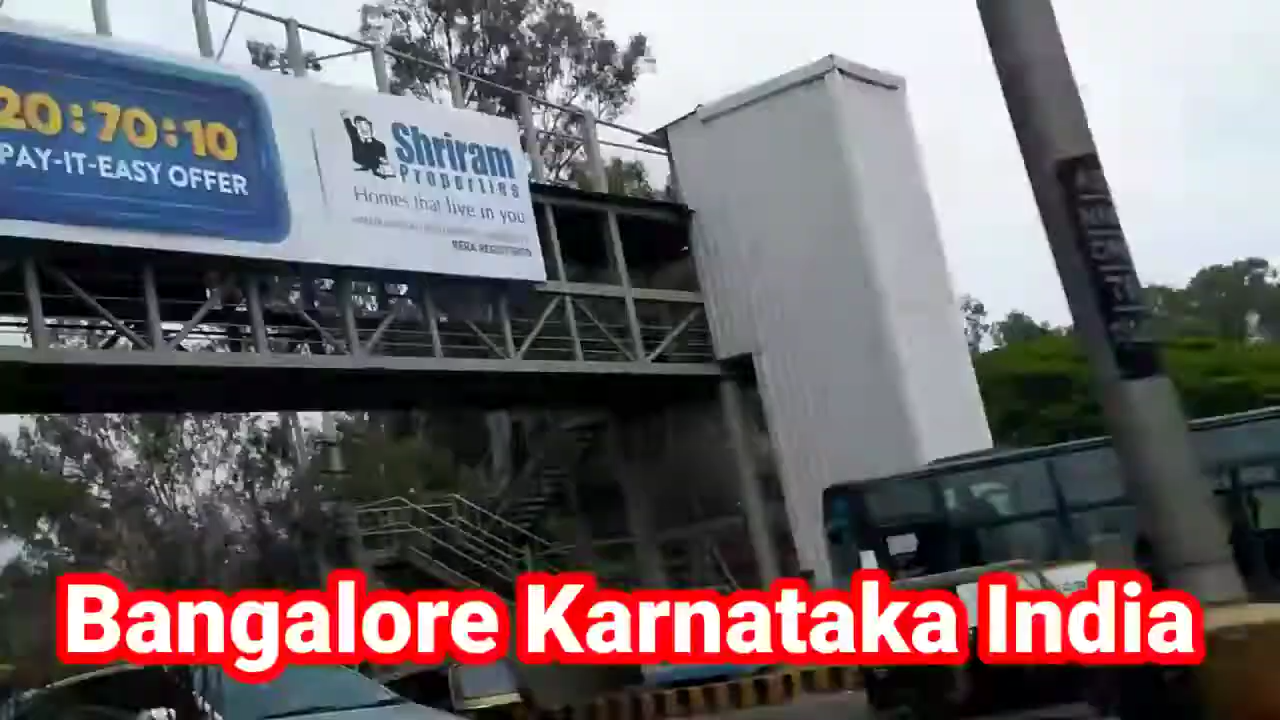 20:70:10
PAY-IT-EASY OFFER
Shriram
Properties
Homes that live in you
RERA REGISTERED
Bangalore Karnataka India